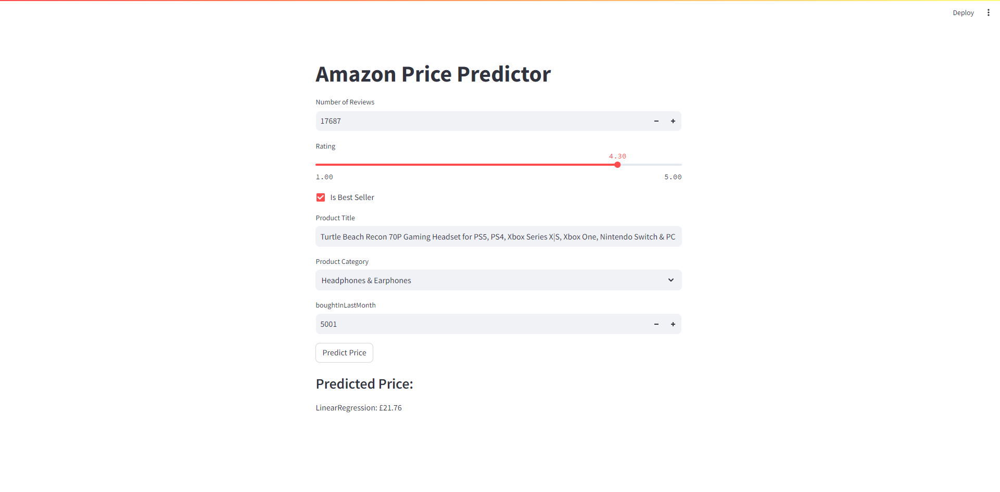 Deploy
Amazon Price Predictor
Number of Reviews
17687
Rating
4.30
1.00 5.00
Is Best Seller
Product Title
Turtle Beach Recon 70P Gaming Headset for PS5, PS4, Xbox Series X|S, Xbox One, Nintendo Switch & PC
Product Category
Headphones & Earphones
boughtInLastMonth
5001
Predict Price
Predicted Price:
LinearRegression: £21.76